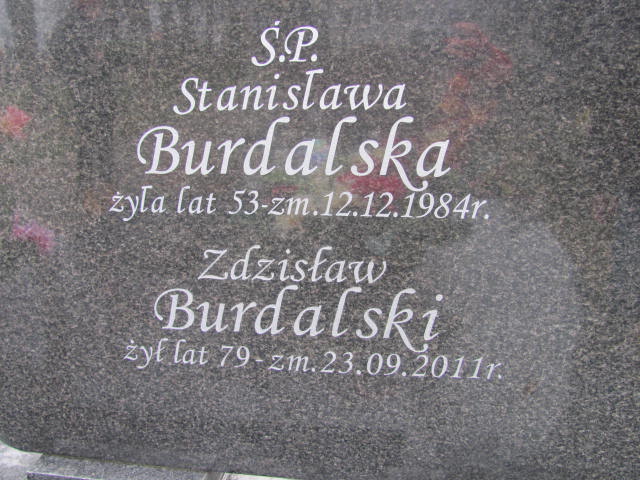 Ś.P.
Stanisława
Burdalska
żyła lat 53-zm.12.12.1984r.
Zdzisław
Burdalski
żył lat 79-zm.23.09.2011r.